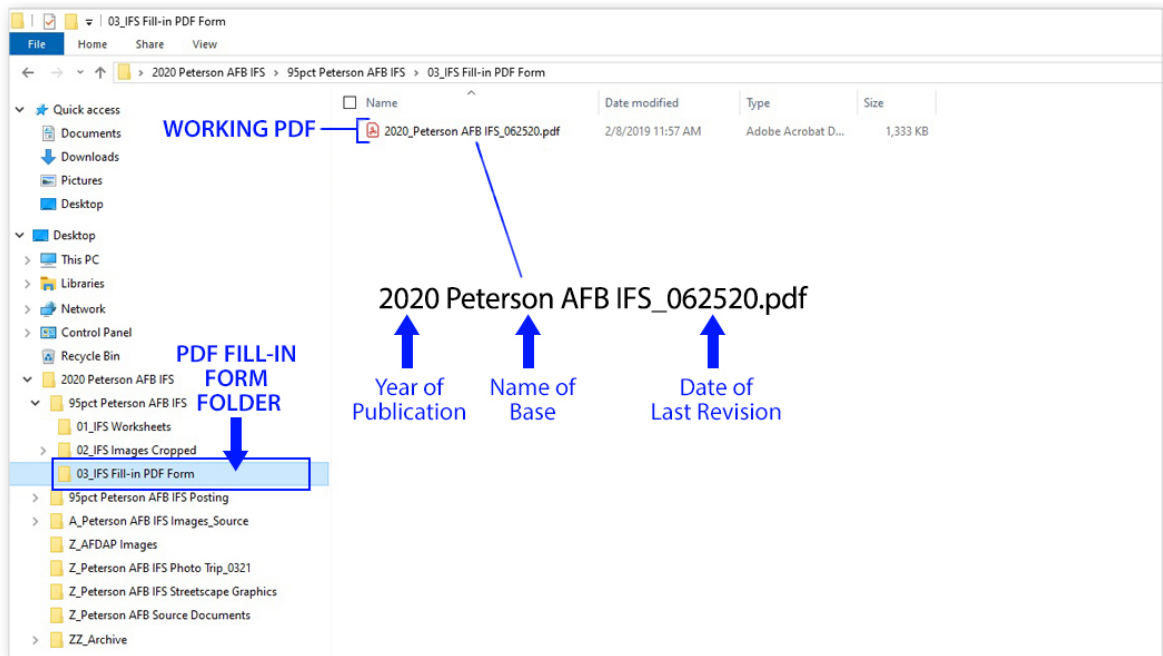 03_IFS Fill-in PDF Form
File Home Share View
2020 Peterson AFB IFS > 95pct Peterson AFB IFS > 03_IFS Fill-in PDF Form
Quick access
Documents
Downloads
Pictures
Desktop
Desktop
This PC
Libraries
Network
Control Panel
Recycle Bin
2020 Peterson AFB IFS
95pct Peterson AFB IFS
01_IFS Worksheets
02_IFS Images Cropped
03_IFS Fill-in PDF Form
95pct Peterson AFB IFS Posting
A_Peterson AFB IFS Images_Source
Z_AFDAP Images
Z_Peterson AFB IFS Photo Trip_0321
Z_Peterson AFB IFS Streetscape Graphics
Z_Peterson AFB Source Documents
ZZ_Archive
PDF FILL-IN
FORM
FOLDER
Name Date modified Type Size
WORKING PDF
2020_Peterson AFB IFS_062520.pdf 2/8/2019 11:57 AM Adobe Acrobat D... 1,333 KB
2020 Peterson AFB IFS_062520.pdf
Year of
Publication
Name of
Base
Date of
Last Revision